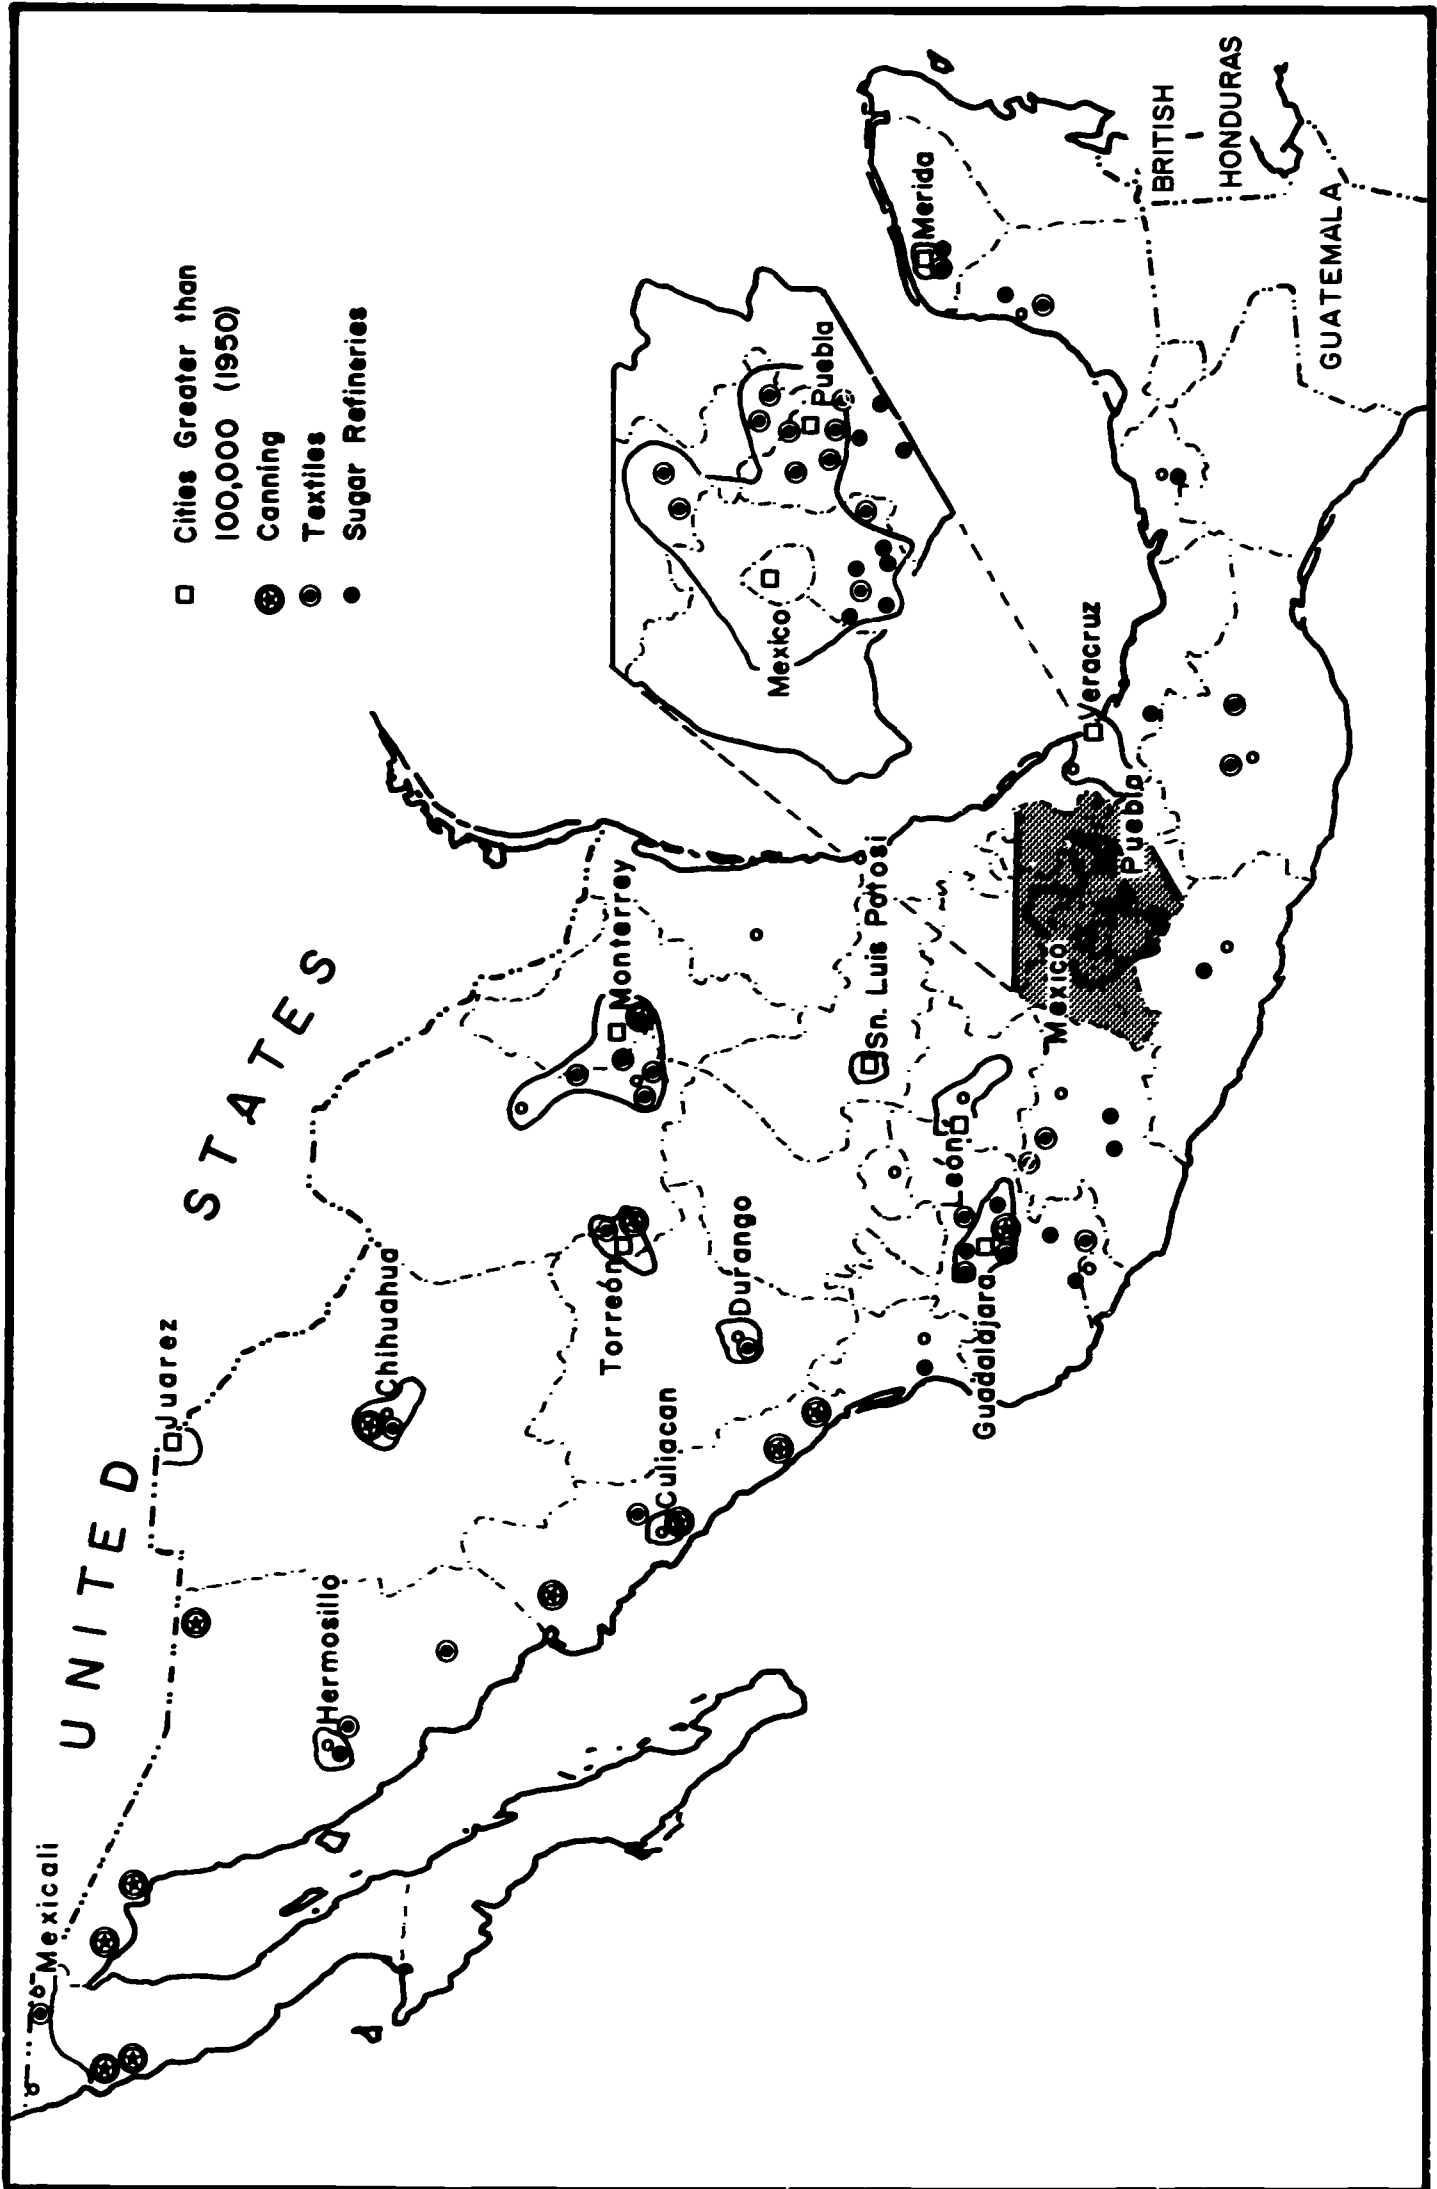 UNITED STATES
□ Cities Greater than
100,000 (1950)
Canning
Textiles
● Sugar Refineries
Mexicali
Juarez
Hermosillo
Chihuahua
Culiacan
Torreón
Monterrey
Durango
Sn. Luis Potosi
León
Guadalajara
Mexico
Puebla
Veracruz
Mexico
Puebla
Merida
BRITISH
HONDURAS
GUATEMALA